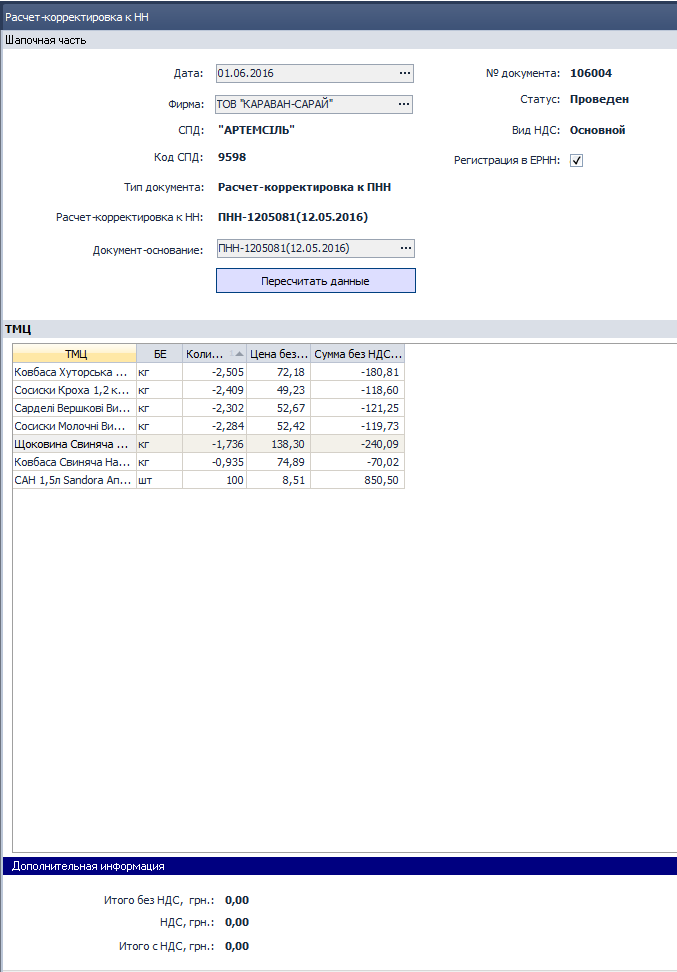 Расчет-корректировка к НН
Шапочная часть
Дата: 01.06.2016 ... № документа: 106004
Фирма: ТОВ "КАРАВАН-САРАЙ" ... Статус: Проведен
СПД: "АРТЕМСІЛЬ" Вид НДС: Основной
Код СПД: 9598 Регистрация в ЕРНН:
Тип документа: Расчет-корректировка к ПНН
Расчет-корректировка к НН: ПНН-1205081(12.05.2016)
Документ-основание: ПНН-1205081(12.05.2016) ...
Пересчитать данные
ТМЦ
ТМЦ БЕ Коли... Цена без... Сумма без НДС...
Ковбаса Хуторська ... кг -2,505 72,18 -180,81
Сосиски Кроха 1,2 к... кг -2,409 49,23 -118,60
Сарделі Вершкові Ви... кг -2,302 52,67 -121,25
Сосиски Молочні Ви... кг -2,284 52,42 -119,73
Щоковина Свиняча ... кг -1,736 138,30 -240,09
Ковбаса Свиняча На... кг -0,935 74,89 -70,02
САН 1,5л Sandora Ап... шт 100 8,51 850,50
Дополнительная информация
Итого без НДС, грн.: 0,00
НДС, грн.: 0,00
Итого с НДС, грн.: 0,00